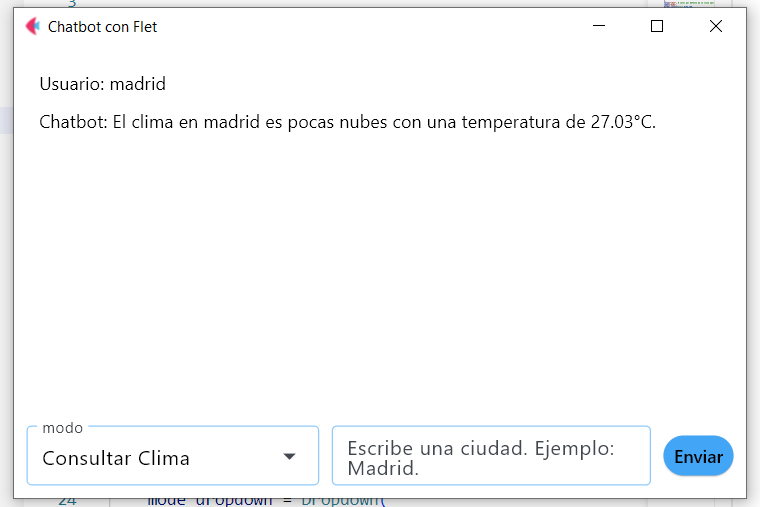 3
Chatbot con Flet
Usuario: madrid
Chatbot: El clima en madrid es pocas nubes con una temperatura de 27.03°C.
modo
Consultar Clima
Escribe una ciudad. Ejemplo:
Madrid.
Enviar
24 mode_dropdown = Dropdown(